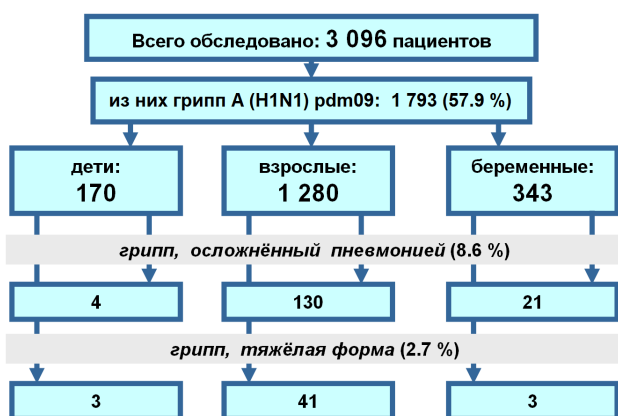 Всего обследовано: 3 096 пациентов
из них грипп А (H1N1) pdm09: 1 793 (57.9 %)
дети:
170
взрослые:
1 280
беременные:
343
грипп, осложнённый пневмонией (8.6 %)
4
130
21
грипп, тяжёлая форма (2.7 %)
3
41
3